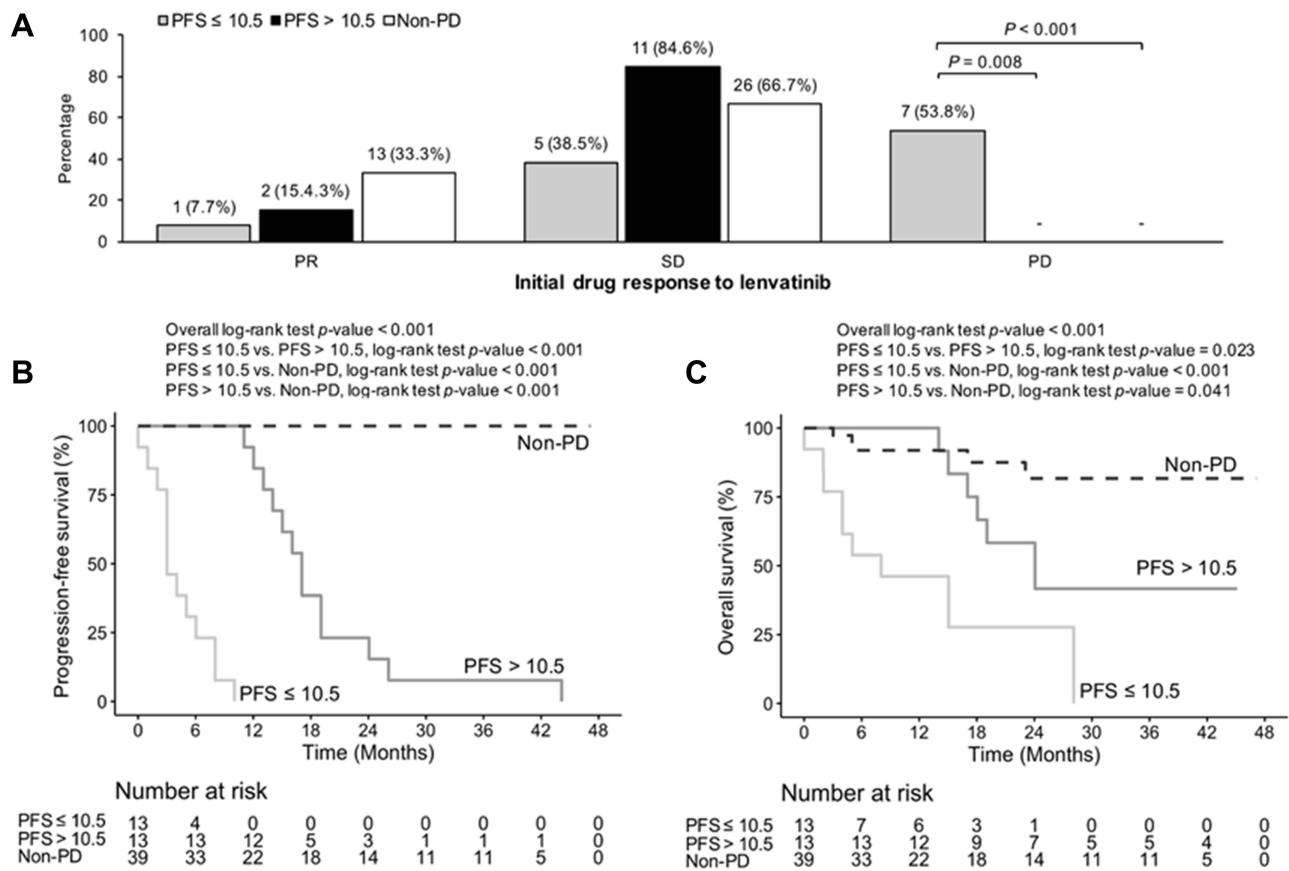 A
PFS ≤ 10.5 PFS > 10.5 Non-PD
100
80
60
40
20
0
Percentage
1 (7.7%)
2 (15.4.3%)
13 (33.3%)
5 (38.5%)
11 (84.6%)
26 (66.7%)
7 (53.8%)
-
-
P < 0.001
P = 0.008
PR SD PD
Initial drug response to lenvatinib
B
Overall log-rank test p-value < 0.001
PFS ≤ 10.5 vs. PFS > 10.5, log-rank test p-value < 0.001
PFS ≤ 10.5 vs. Non-PD, log-rank test p-value < 0.001
PFS > 10.5 vs. Non-PD, log-rank test p-value < 0.001
Progression-free survival (%)
100
75
50
25
0
Non-PD
PFS > 10.5
PFS ≤ 10.5
0 6 12 18 24 30 36 42 48
Time (Months)
Number at risk
PFS ≤ 10.5 13 4 0 0 0 0 0 0 0
PFS > 10.5 13 13 12 5 3 1 1 1 0
Non-PD 39 33 22 18 14 11 11 5 0
C
Overall log-rank test p-value < 0.001
PFS ≤ 10.5 vs. PFS > 10.5, log-rank test p-value = 0.023
PFS ≤ 10.5 vs. Non-PD, log-rank test p-value < 0.001
PFS > 10.5 vs. Non-PD, log-rank test p-value = 0.041
Overall survival (%)
100
75
50
25
0
Non-PD
PFS > 10.5
PFS ≤ 10.5
0 6 12 18 24 30 36 42 48
Time (Months)
Number at risk
PFS ≤ 10.5 13 7 6 3 1 0 0 0 0
PFS > 10.5 13 13 12 9 7 5 5 4 0
Non-PD 39 33 22 18 14 11 11 5 0